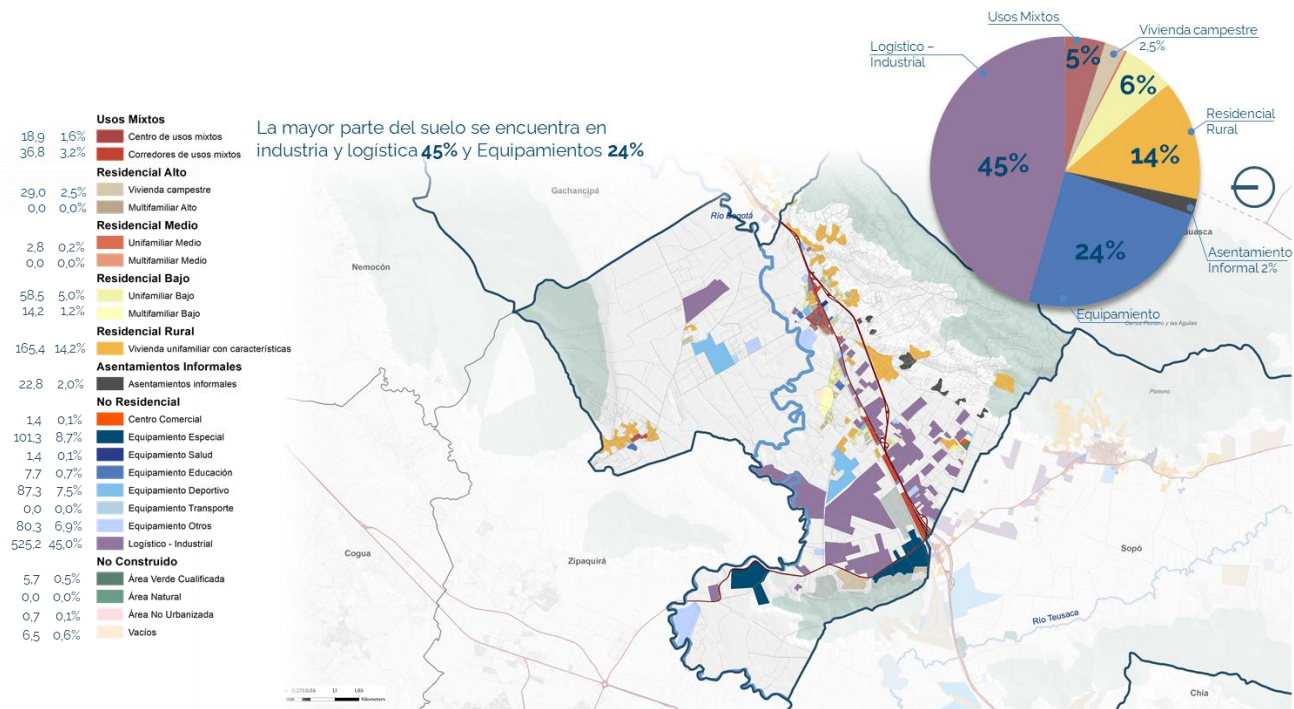 Usos Mixtos
18,9 1,6% Centro de usos mixtos
36,8 3,2% Corredores de usos mixtos
Residencial Alto
29,0 2,5% Vivienda campestre
0,0 0,0% Multifamiliar Alto
Residencial Medio
2,8 0,2% Unifamiliar Medio
0,0 0,0% Multifamiliar Medio
Residencial Bajo
58,5 5,0% Unifamiliar Bajo
14,2 1,2% Multifamiliar Bajo
Residencial Rural
165,4 14,2% Vivienda unifamiliar con características
Asentamientos Informales
22,8 2,0% Asentamientos informales
No Residencial
1,4 0,1% Centro Comercial
101,3 8,7% Equipamiento Especial
1,4 0,1% Equipamiento Salud
7,7 0,7% Equipamiento Educación
87,3 7,5% Equipamiento Deportivo
0,0 0,0% Equipamiento Transporte
80,3 6,9% Equipamiento Otros
525,2 45,0% Logístico - Industrial
No Construido
5,7 0,5% Área Verde Cualificada
0,0 0,0% Área Natural
0,7 0,1% Área No Urbanizada
6,5 0,6% Vacíos
La mayor parte del suelo se encuentra en
industria y logística 45% y Equipamientos 24%
Usos Mixtos
5%
Vivienda campestre
2,5%
6%
Residencial
Rural
14%
Asentamiento
Informal 2%
Equipamiento
24%
Logístico –
Industrial
45%
Gachancipá
Río Bogotá
Nemocón
Cogua
Zipaquirá
Sopó
Río Teusaca
Chía
Pionono
Kilometers